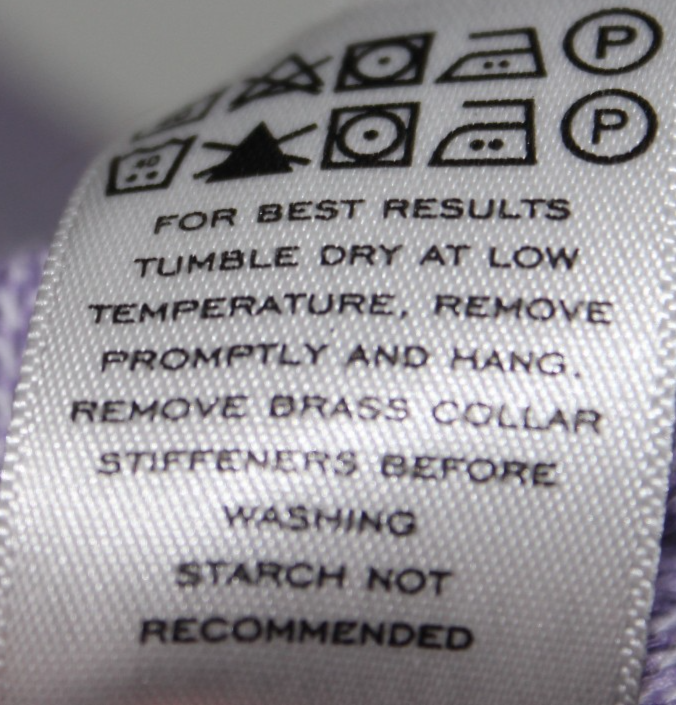 P
40 P
FOR BEST RESULTS
TUMBLE DRY AT LOW
TEMPERATURE, REMOVE
PROMPTLY AND HANG.
REMOVE BRASS COLLAR
STIFFENERS BEFORE
WASHING
STARCH NOT
RECOMMENDED